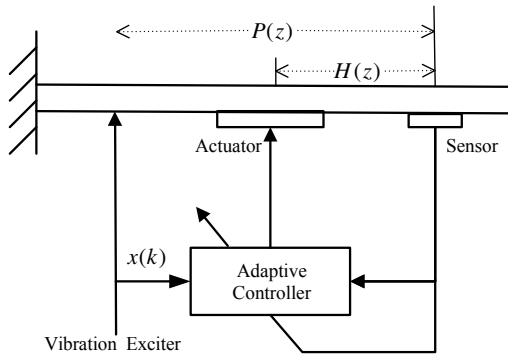 P(z)
H(z)
Actuator
Sensor
x(k)
Adaptive
Controller
Vibration Exciter